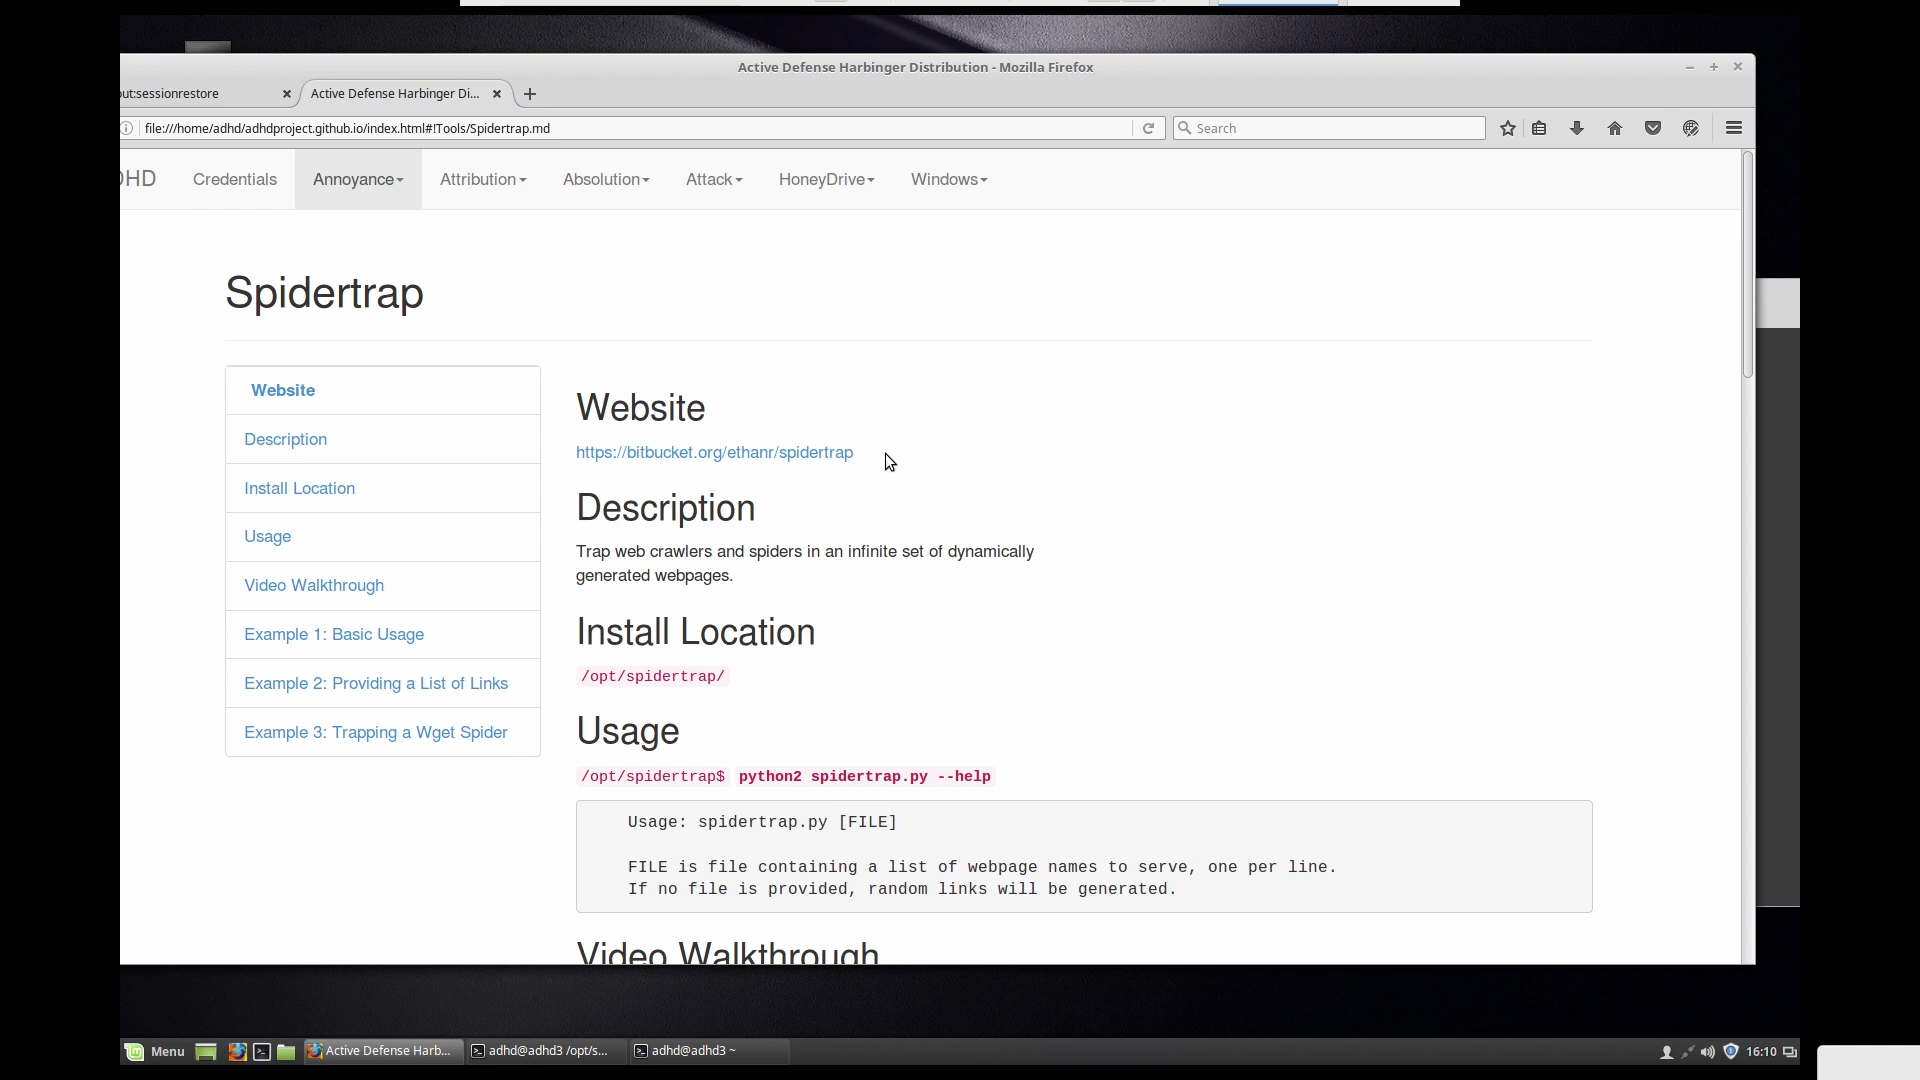 Active Defense Harbinger Distribution - Mozilla Firefox
out:sessionrestore
Active Defense Harbinger Di...
file:///home/adhd/adhdproject.github.io/index.html#!Tools/Spidertrap.md
Search
DHD
Credentials
Annoyance
Attribution
Absolution
Attack
HoneyDrive
Windows
Spidertrap
Website
Description
Install Location
Usage
Video Walkthrough
Example 1: Basic Usage
Example 2: Providing a List of Links
Example 3: Trapping a Wget Spider
Website
https://bitbucket.org/ethanr/spidertrap
Description
Trap web crawlers and spiders in an infinite set of dynamically
generated webpages.
Install Location
/opt/spidertrap/
Usage
/opt/spidertrap$ python2 spidertrap.py --help
Usage: spidertrap.py [FILE]
FILE is file containing a list of webpage names to serve, one per line.
If no file is provided, random links will be generated.
Video Walkthrough
Menu
Active Defense Harb...
adhd@adhd3 /opt/s...
adhd@adhd3 ~
16:10